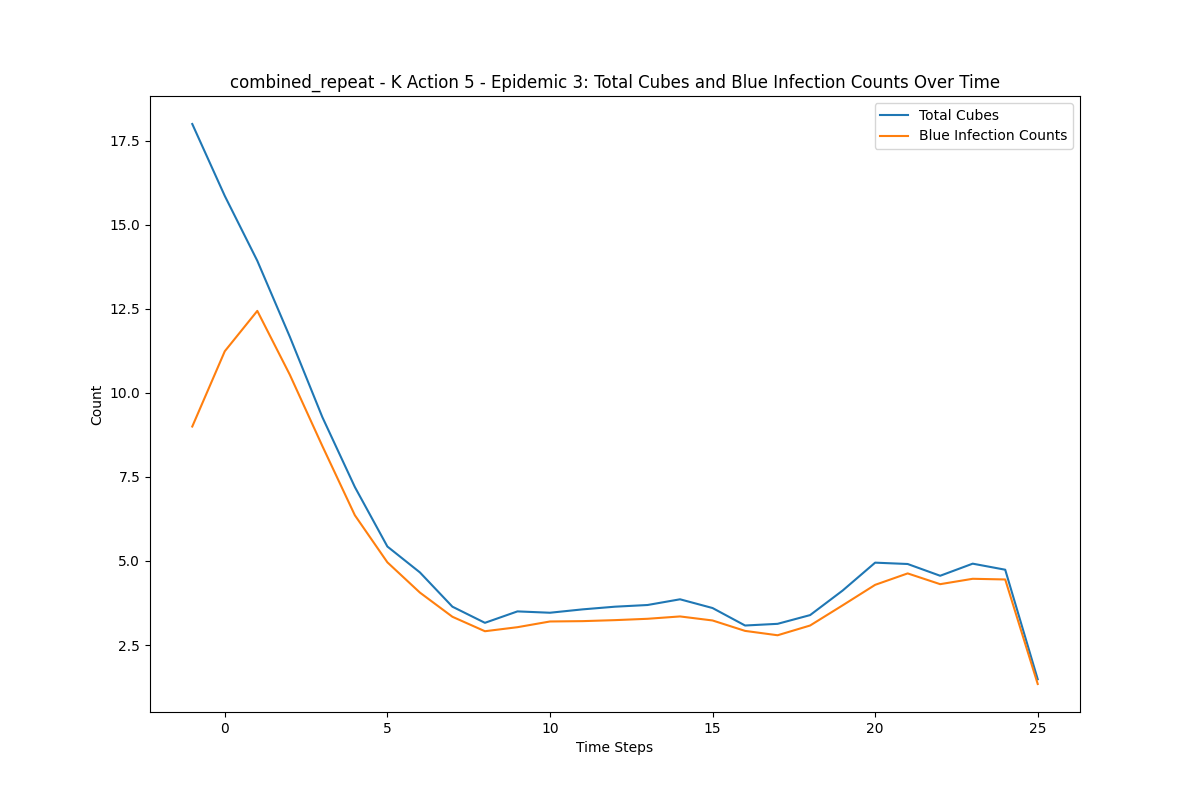 combined_repeat - K Action 5 - Epidemic 3: Total Cubes and Blue Infection Counts Over Time
Total Cubes
Blue Infection Counts
17.5
15.0
12.5
10.0
7.5
5.0
2.5
Count
0 5 10 15 20 25
Time Steps